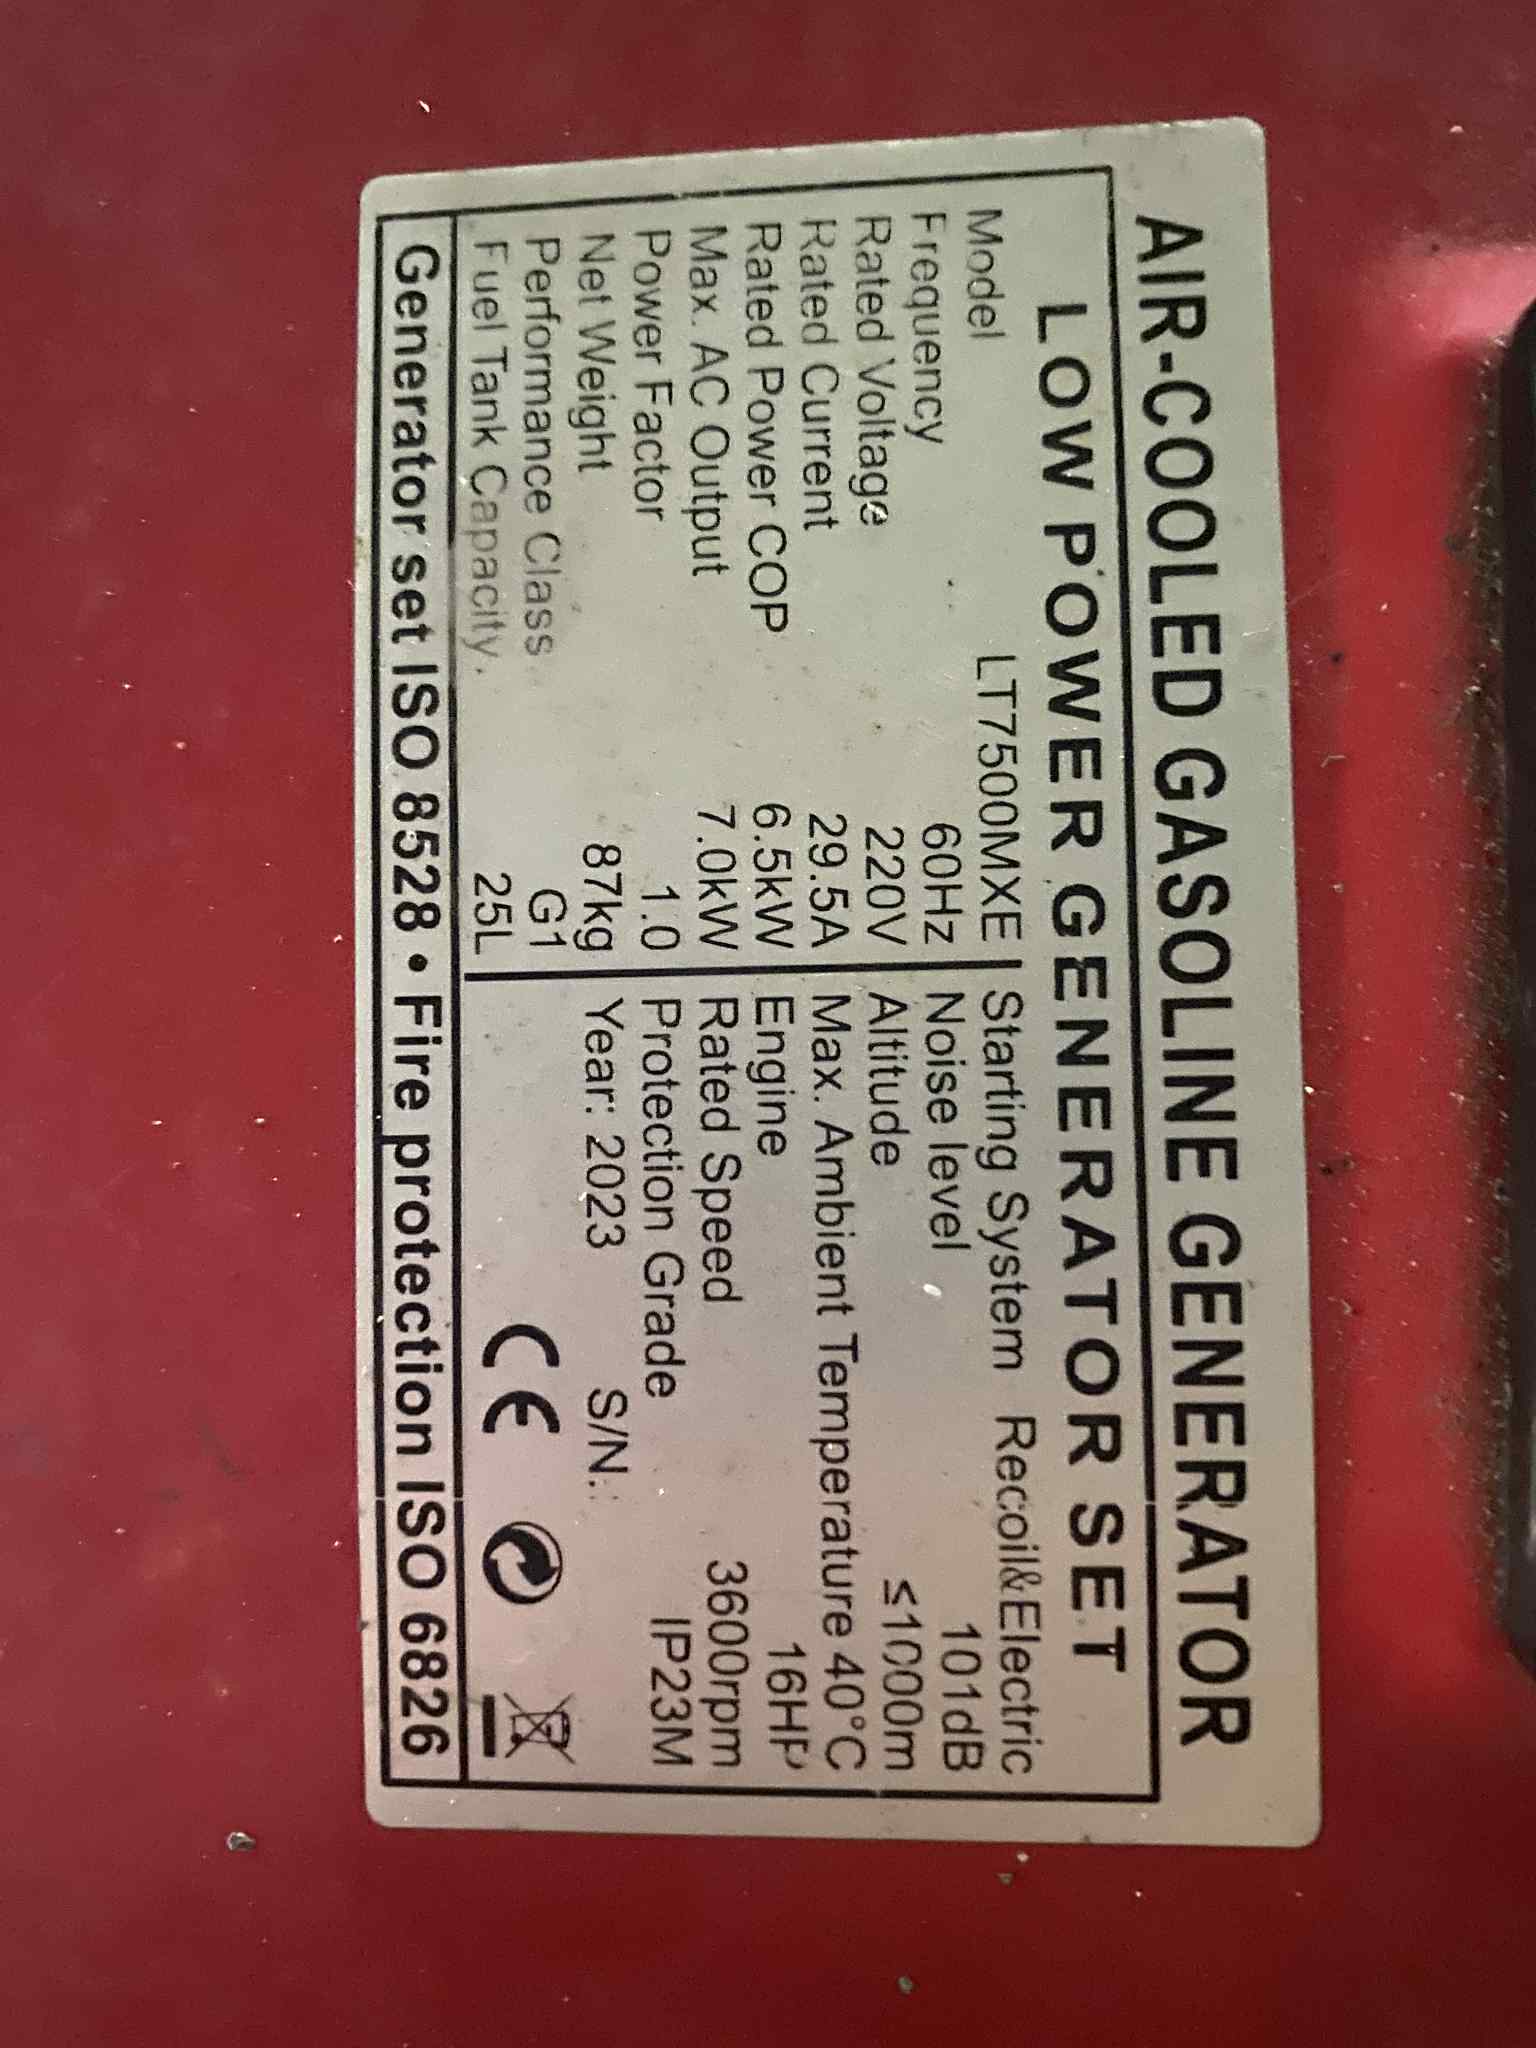 AIR-COOLED GASOLINE GENERATOR
LOW POWER GENERATOR SET
Model LT7500MXE
Frequency 60Hz
Rated Voltage 220V
Rated Current 29.5A
Rated Power COP 6.5kW
Max. AC Output 7.0kW
Power Factor 1.0
Net Weight 87kg
Performance Class G1
Fuel Tank Capacity 25L
Starting System Recoil&Electric
Noise level 101dB
Altitude ≤1000m
Max. Ambient Temperature 40°C
Engine 16HP
Rated Speed 3600rpm
Protection Grade IP23M
Year: 2023 S/N:
CE
Generator set ISO 8528 • Fire protection ISO 6826